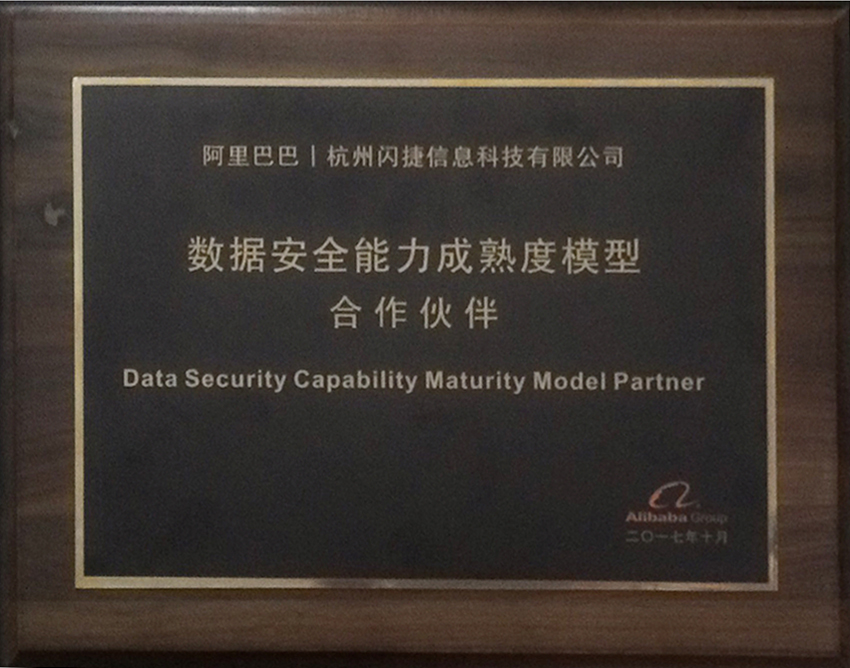 阿里巴巴丨杭州闪捷信息科技有限公司
数据安全能力成熟度模型
合作伙伴
Data Security Capability Maturity Model Partner
Alibaba Group
二〇一七年十月